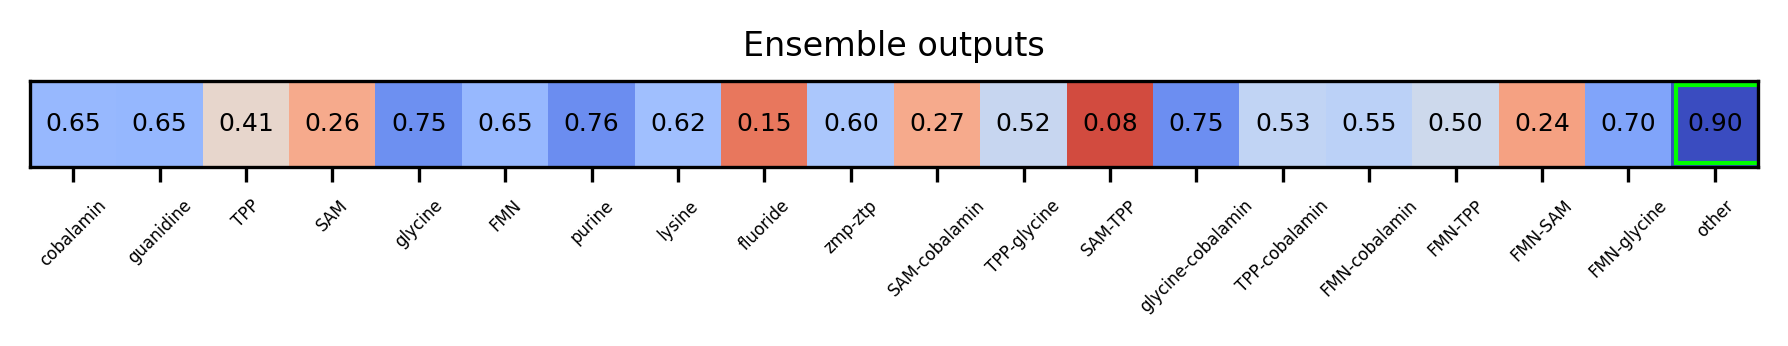 Ensemble outputs
0.65 0.65 0.41 0.26 0.75 0.65 0.76 0.62 0.15 0.60 0.27 0.52 0.08 0.75 0.53 0.55 0.50 0.24 0.70 0.90
cobalamin guanidine TPP SAM glycine FMN purine lysine fluoride zmp-ztp SAM-cobalamin TPP-glycine SAM-TPP glycine-cobalamin TPP-cobalamin FMN-cobalamin FMN-TPP FMN-SAM FMN-glycine other